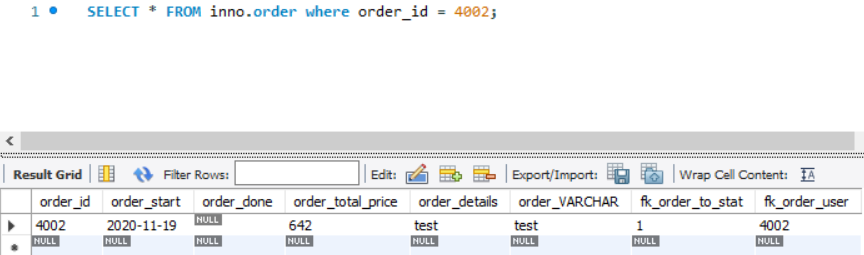 1 SELECT * FROM inno.order where order_id = 4002;
Result Grid Filter Rows: Edit: Export/Import: Wrap Cell Content: IA
order_id order_start order_done order_total_price order_details order_VARCHAR fk_order_to_stat fk_order_user
4002 2020-11-19 NULL 642 test test 1 4002
NULL NULL NULL NULL NULL NULL NULL NULL